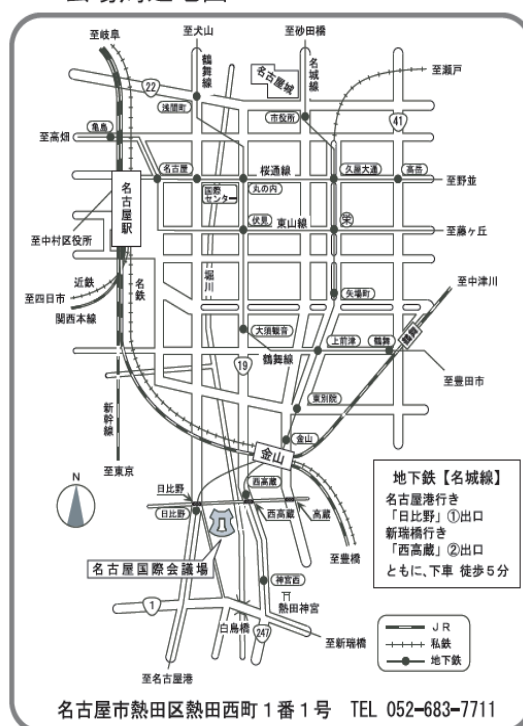 至岐阜
至犬山
至砂田橋
鶴舞線
名城線
名古屋城
至瀬戸
22
浅間町
市役所
41
至高畑
亀島
名古屋
桜通線
久屋大通
高岳
至野並
国際センター
丸の内
名古屋駅
伏見
東山線
栄
至藤ヶ丘
至中村区役所
近鉄
名鉄
堀川
至中津川
至四日市
関西本線
矢場町
大須観音
上前津
鶴舞
鶴舞
鶴舞線
19
至豊田市
新幹線
東別院
金山
金山
至東京
N
西高蔵
日比野
日比野
西高蔵
高蔵
地下鉄【名城線】
名古屋港行き
「日比野」①出口
新瑞橋行き
「西高蔵」②出口
ともに、下車 徒歩5分
至豊橋
名古屋国際会議場
神宮西
熱田神宮
1
白鳥橋
247
至新瑞橋
至名古屋港
JR
私鉄
地下鉄
名古屋市熱田区熱田西町1番1号 TEL 052-683-7711